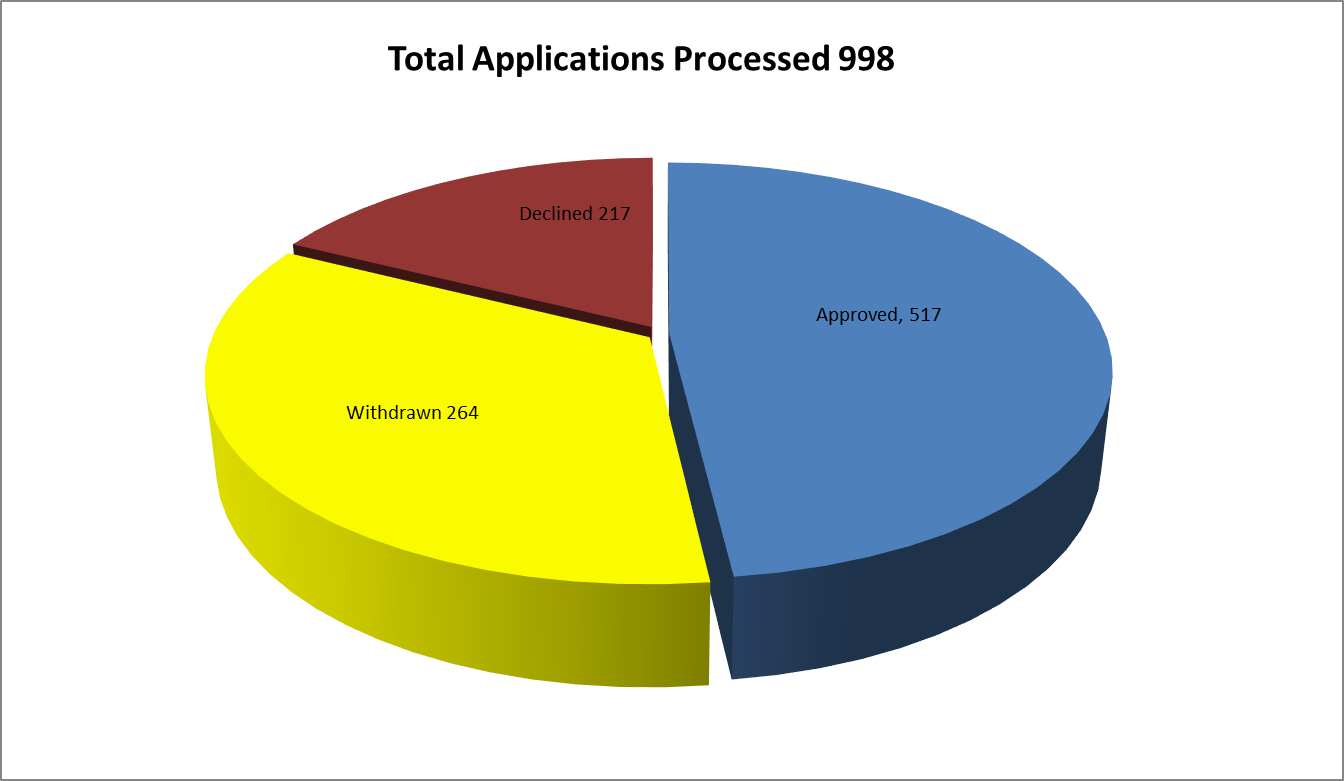 Total Applications Processed 998
Declined 217
Approved, 517
Withdrawn 264